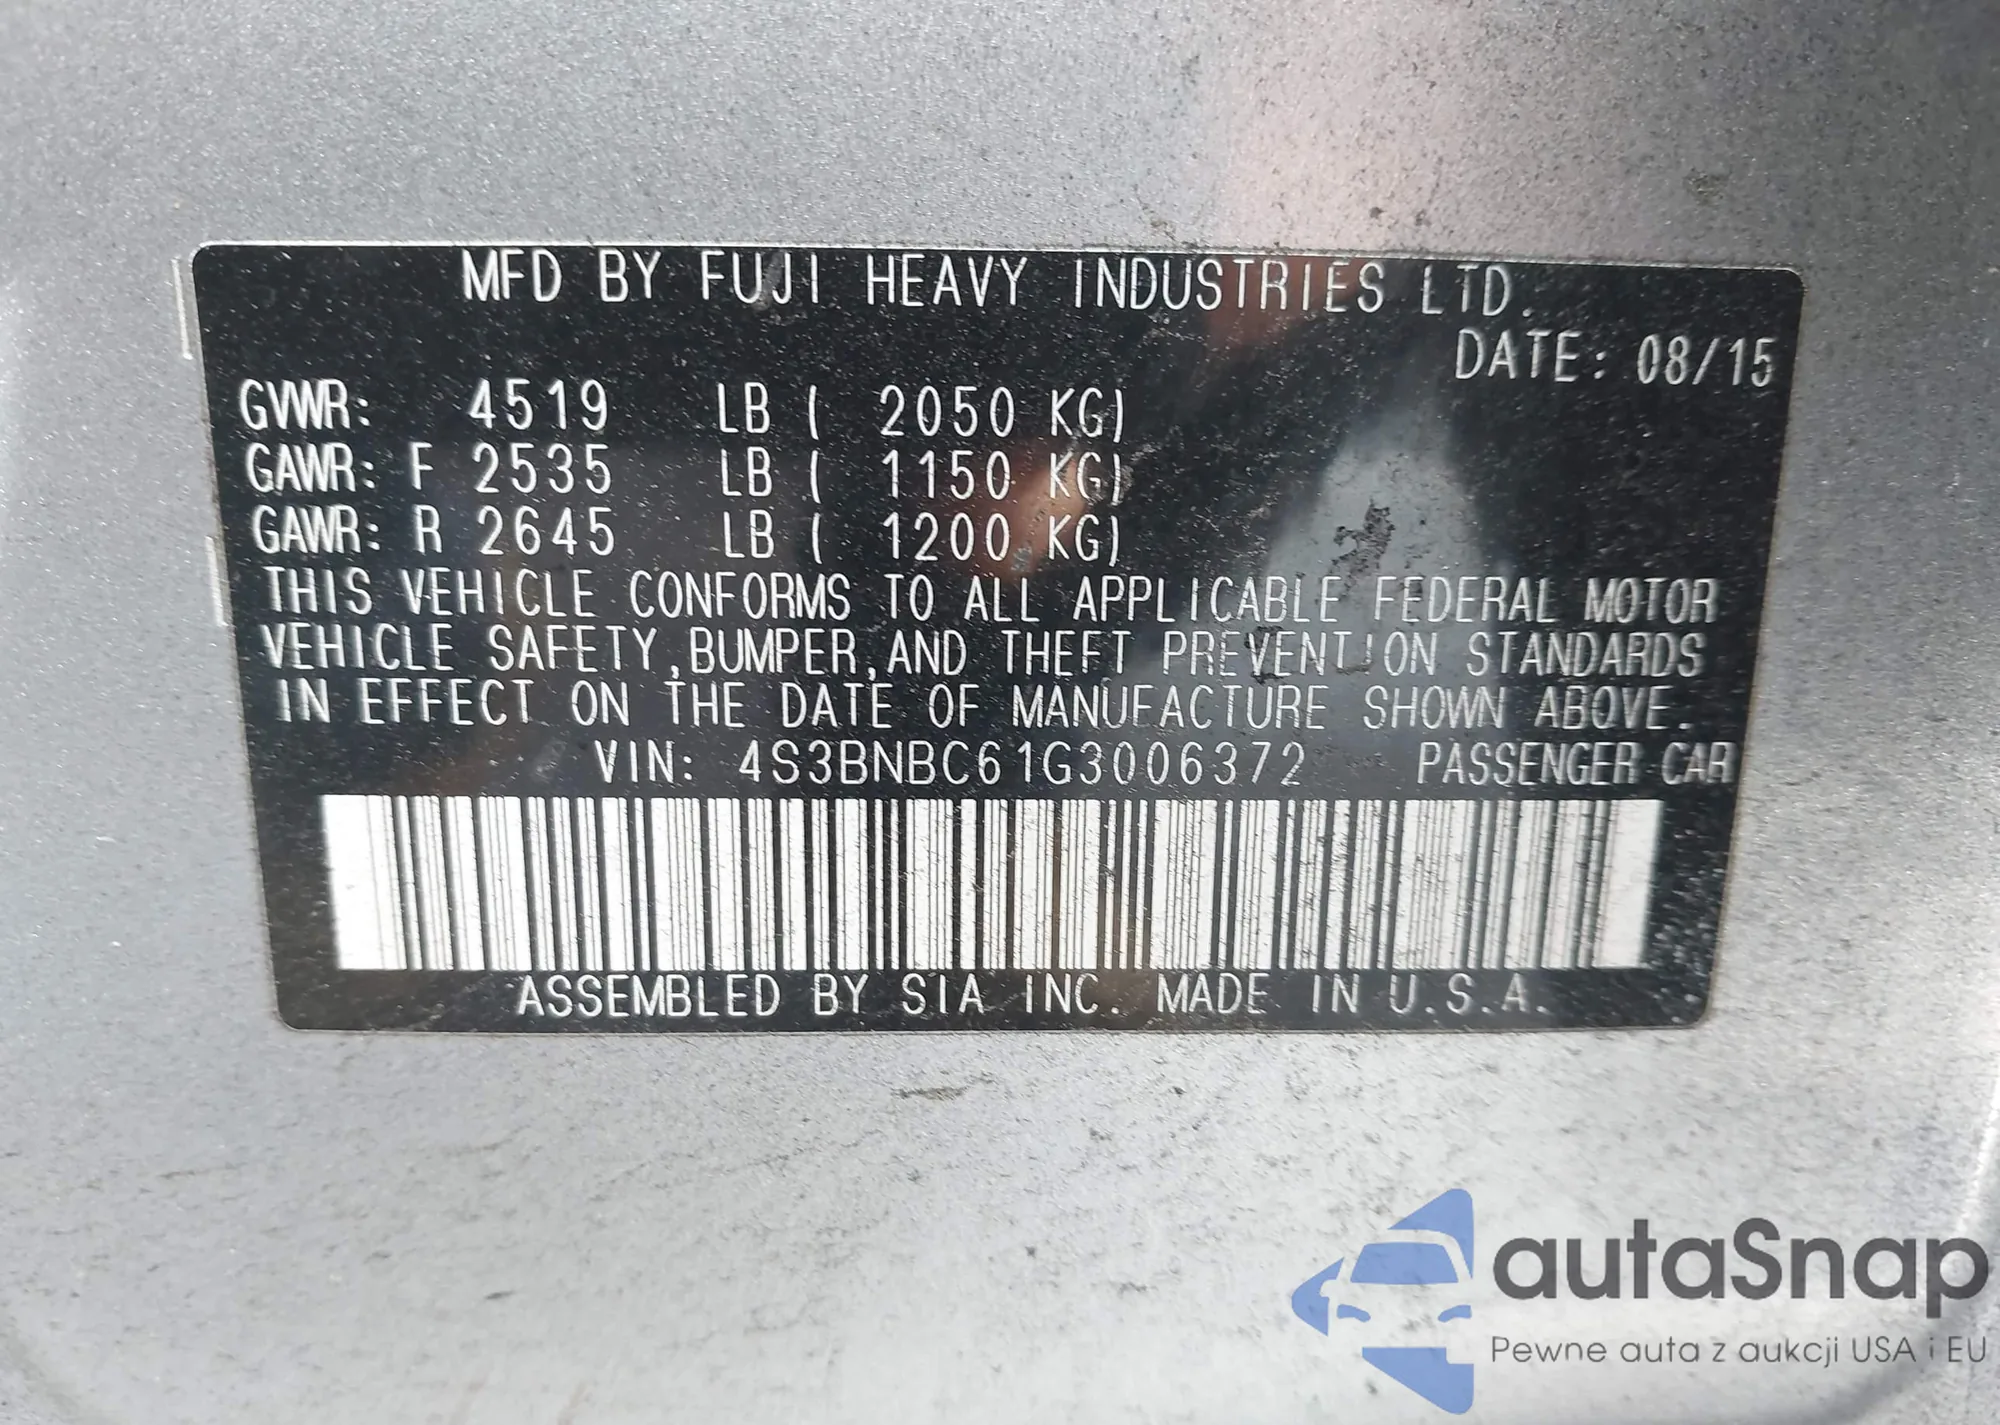 MFD BY FUJI HEAVY INDUSTRIES LTD.
DATE: 08/15
GVWR: 4519 LB ( 2050 KG)
GAWR: F 2535 LB ( 1150 KG)
GAWR: R 2645 LB ( 1200 KG)
THIS VEHICLE CONFORMS TO ALL APPLICABLE FEDERAL MOTOR
VEHICLE SAFETY,BUMPER,AND THEFT PREVENTION STANDARDS
IN EFFECT ON THE DATE OF MANUFACTURE SHOWN ABOVE.
VIN: 4S3BNBC61G3006372 PASSENGER CAR
ASSEMBLED BY SIA INC. MADE IN U.S.A.
autaSnap
Pewne auta z aukcji USA i EU